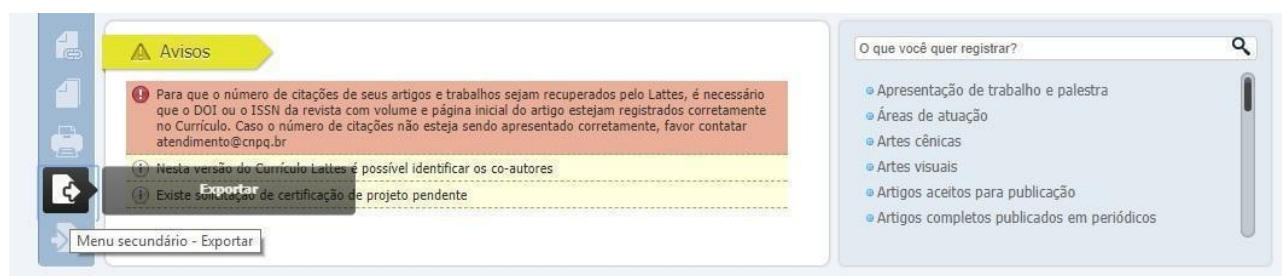 Avisos
Para que o número de citações de seus artigos e trabalhos sejam recuperados pelo Lattes, é necessário
que o DOI ou o ISSN da revista com volume e página inicial do artigo estejam registrados corretamente
no Currículo. Caso o número de citações não esteja sendo apresentado corretamente, favor contatar
atendimento@cnpq.br
Nesta versão do Currículo Lattes é possível identificar os co-autores
Existe solicitação de certificação de projeto pendente
Exportar
Menu secundário - Exportar
O que você quer registrar?
Apresentação de trabalho e palestra
Áreas de atuação
Artes cênicas
Artes visuais
Artigos aceitos para publicação
Artigos completos publicados em periódicos